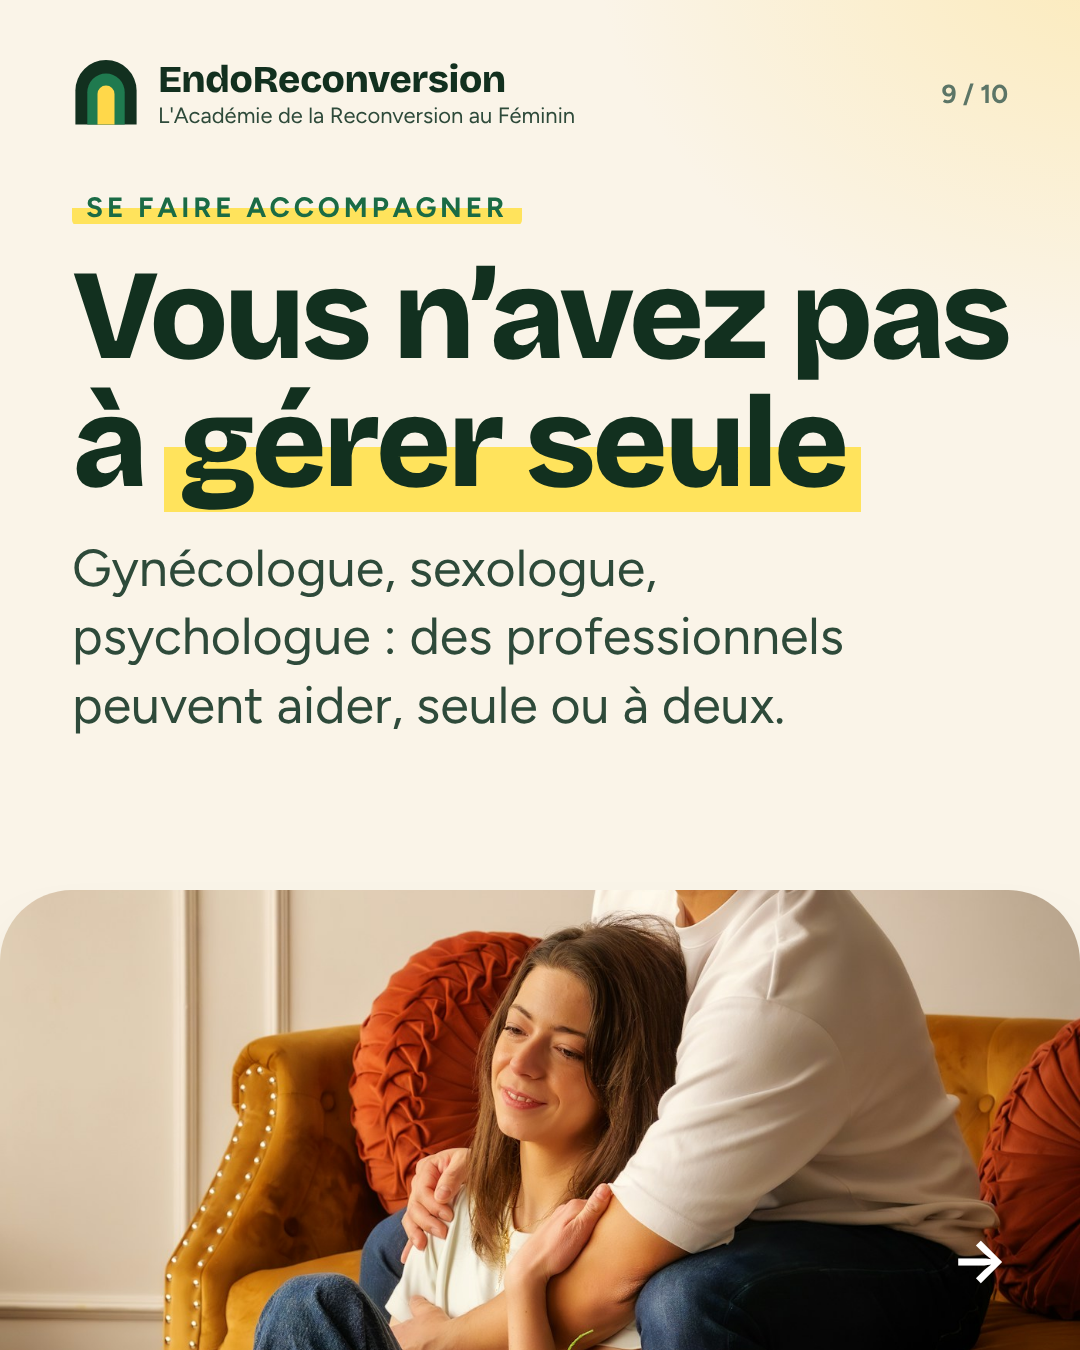 EndoReconversion
L'Académie de la Reconversion au Féminin
9 / 10
SE FAIRE ACCOMPAGNER
Vous n’avez pas
à gérer seule
Gynécologue, sexologue,
psychologue : des professionnels
peuvent aider, seule ou à deux.